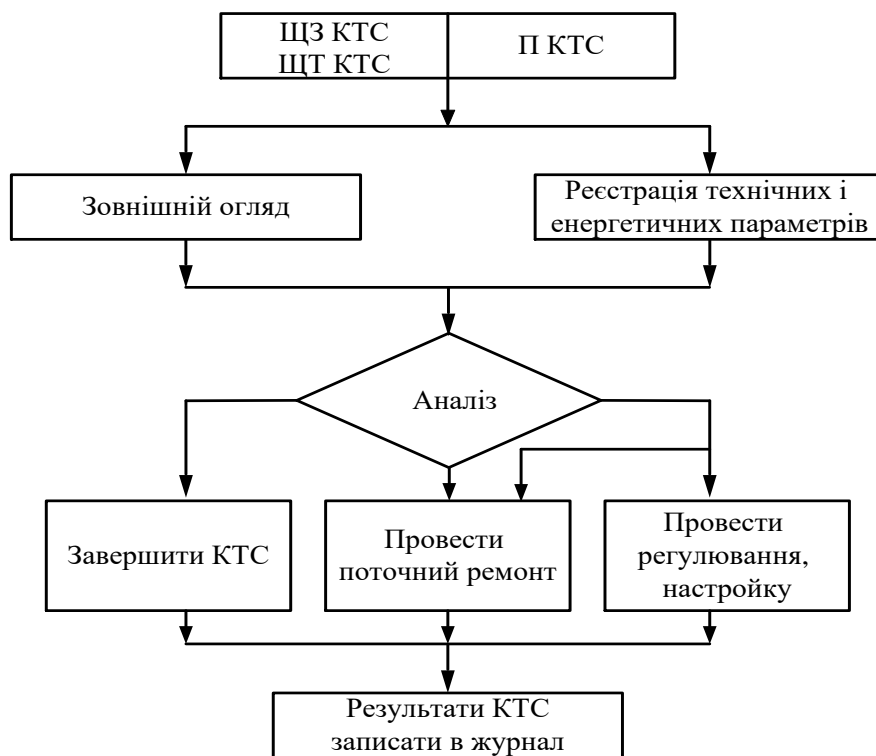 ЩЗ КТС
ЩТ КТС
П КТС
Зовнішній огляд
Реєстрація технічних і
енергетичних параметрів
Аналіз
Завершити КТС
Провести
поточний ремонт
Провести
регулювання,
настройку
Результати КТС
записати в журнал